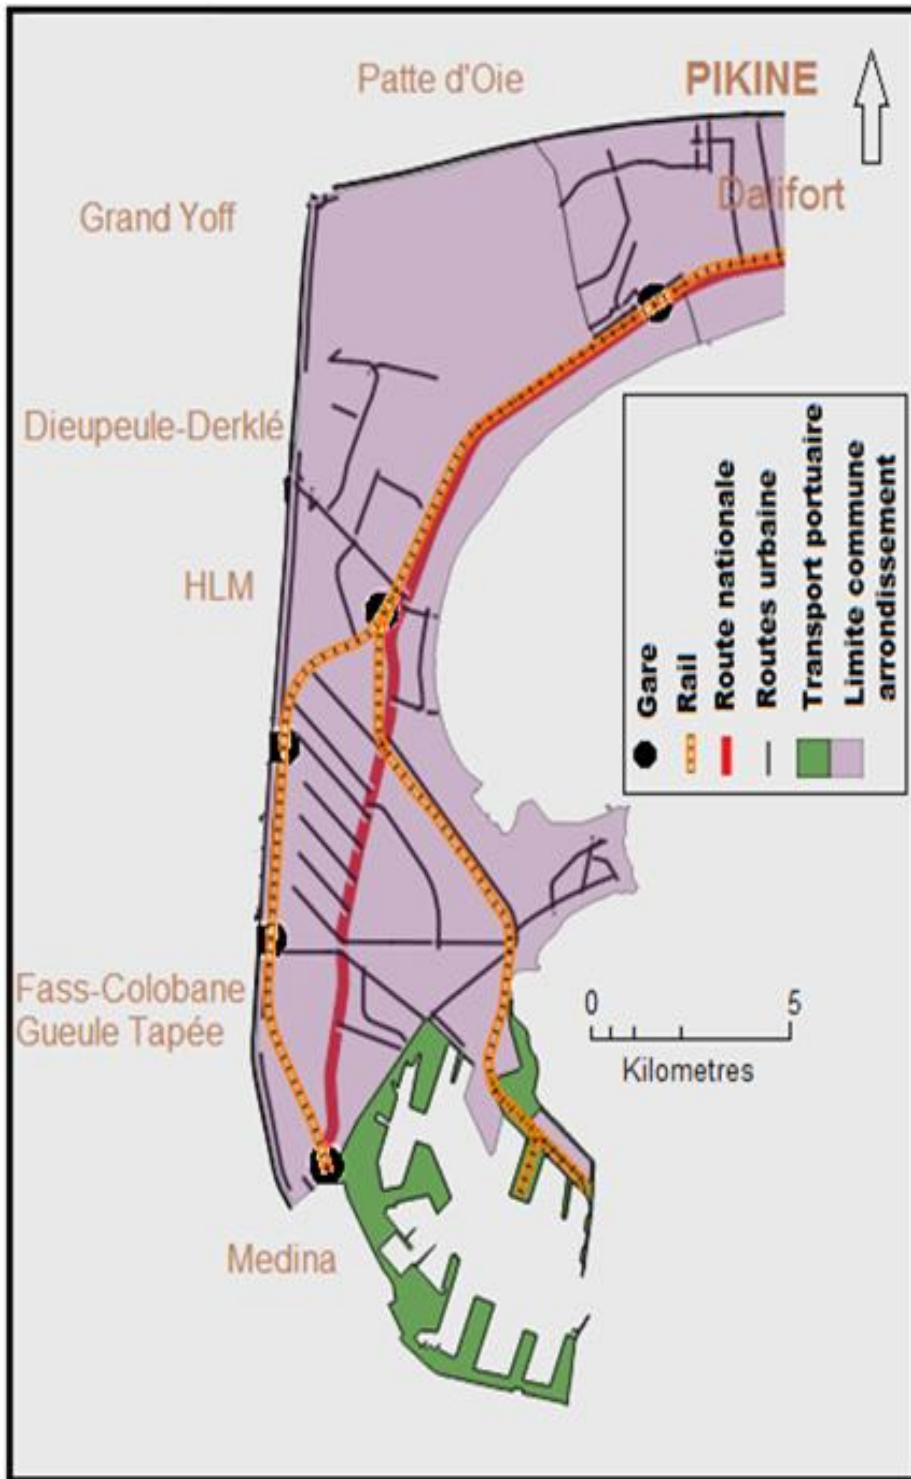 Patte d'Oie
PIKINE
Grand Yoff
Dalifort
Dieupeule-Derklé
HLM
Gare
Rail
Route nationale
Routes urbaine
Transport portuaire
Limite commune
arrondissement
Fass-Colobane
Gueule Tapée
0 5
Kilometres
Medina